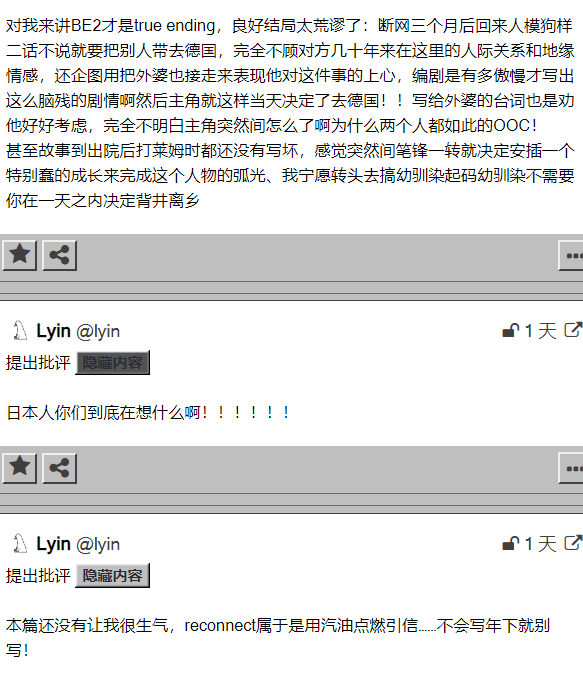 对我来讲BE2才是true ending，良好结局太荒谬了：断网三个月后回来人模狗样
二话不说就要把别人带去德国，完全不顾对方几十年来在这里的人际关系和地缘
情感，还企图用把外婆也接走来表现他对这件事的上心，编剧是有多傲慢才写出
这么脑残的剧情啊然后主角就这样当天决定了去德国！！写给外婆的台词也是劝
他好好考虑，完全不明白主角突然间怎么了啊为什么两个人都如此的OOC！
甚至故事到出院后打莱姆时都还没有写坏，感觉突然间笔锋一转就决定安插一个
特别蠢的成长来完成这个人物的弧光、我宁愿转头去搞幼驯染起码幼驯染不需要
你在一天之内决定背井离乡
Lyin @lyin 1 天
提出批评 隐藏内容
日本人你们到底在想什么啊！！！！！！
Lyin @lyin 1 天
提出批评 隐藏内容
本篇还没有让我很生气，reconnect属于是用汽油点燃引信......不会写年下就别
写！